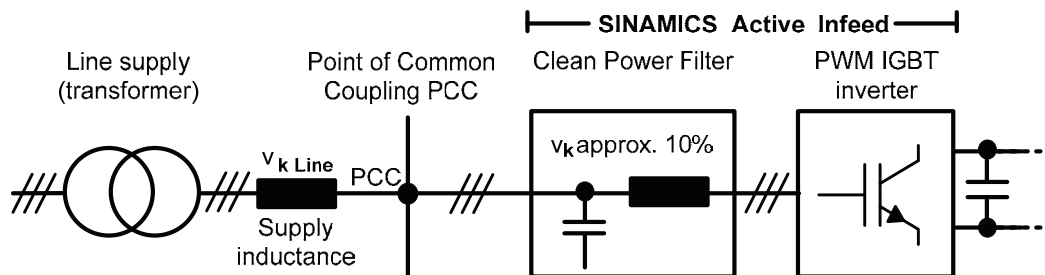 SINAMICS Active Infeed
Line supply
(transformer)
Point of Common
Coupling PCC
Clean Power Filter
PWM IGBT
inverter
vk Line
PCC
Supply
inductance
vk approx. 10%